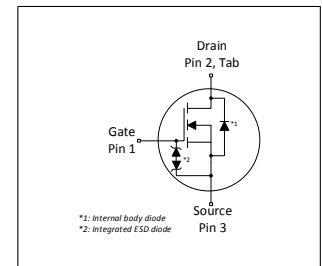 Drain
Pin 2, Tab
*1
Gate
Pin 1
*2
*1: Internal body diode
*2: Integrated ESD diode
Source
Pin 3